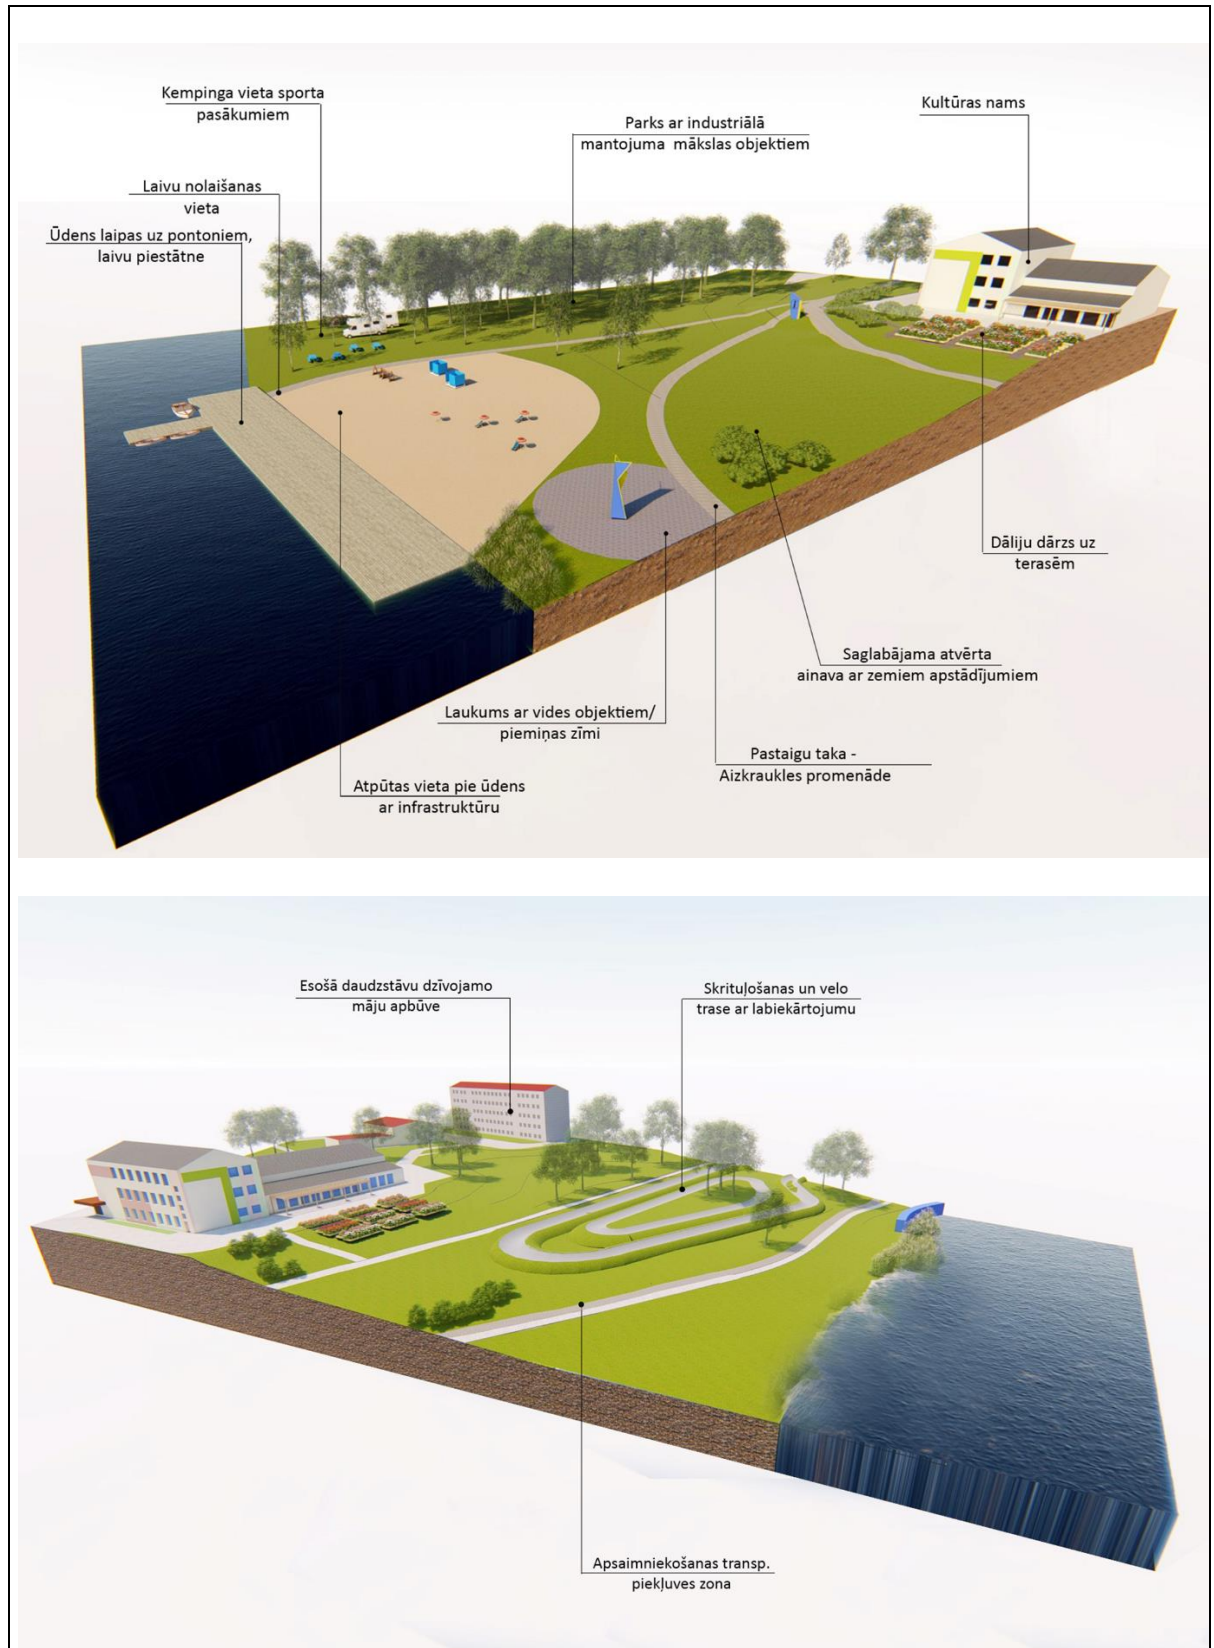 Kempinga vieta sporta
pasākumiem
Parks ar industriālā
mantojuma mākslas objektiem
Kultūras nams
Laivu nolaišanas
vieta
Ūdens laipas uz pontoniem,
laivu piestātne
Dāliju dārzs uz
terasēm
Saglabājama atvērta
ainava ar zemiem apstādījumiem
Laukums ar vides objektiem/
piemiņas zīmi
Pastaigu taka -
Aizkraukles promenāde
Atpūtas vieta pie ūdens
ar infrastruktūru
Esošā daudzstāvu dzīvojamo
māju apbūve
Skrituļošanas un velo
trase ar labiekārtojumu
Apsaimniekošanas transp.
piekļuves zona